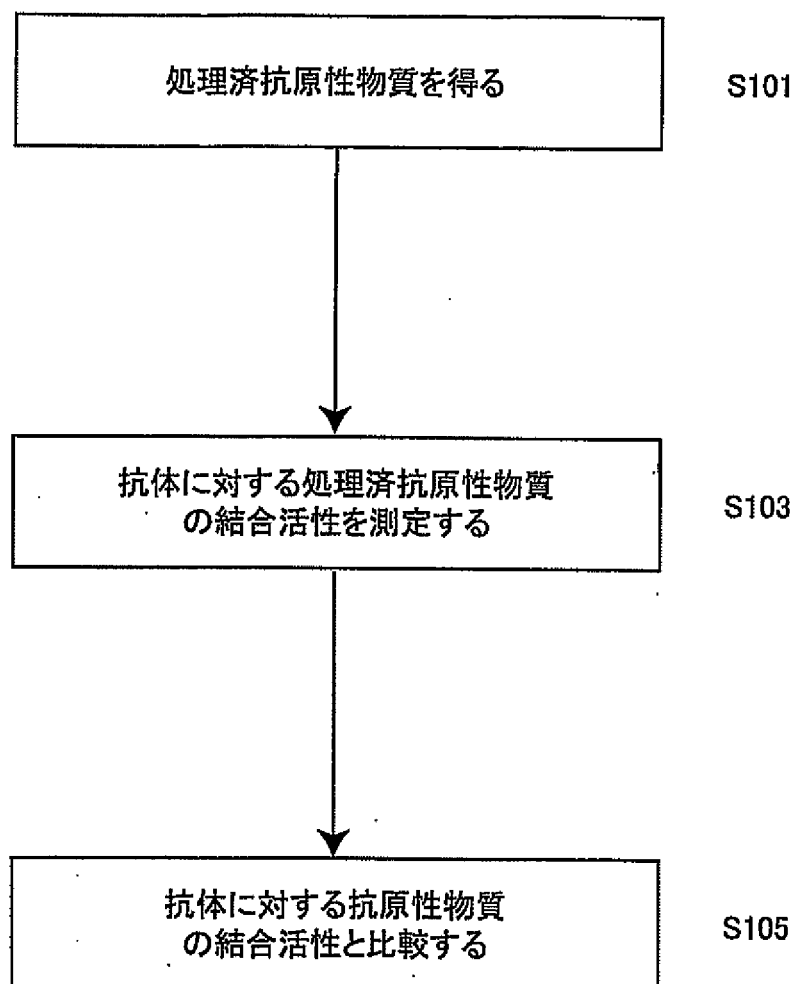 処理済抗原性物質を得る
S101
抗体に対する処理済抗原性物質
の結合活性を測定する
S103
抗体に対する抗原性物質
の結合活性と比較する
S105